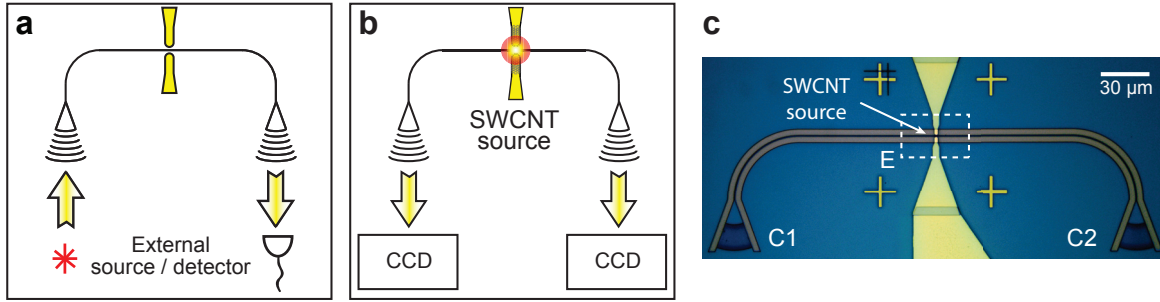 a
External
source / detector
b
SWCNT
source
CCD
CCD
c
SWCNT
source
30 µm
E
C1
C2